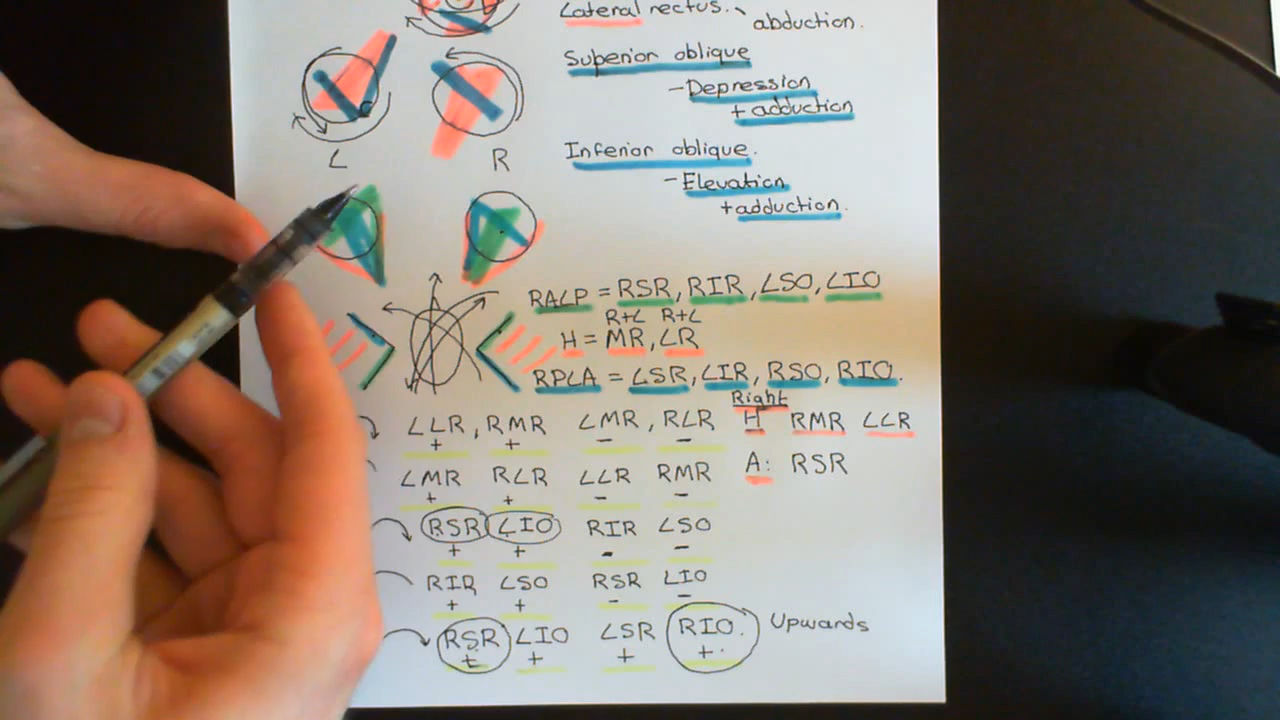 Lateral rectus.
abduction.
Superior oblique
- Depression
+ adduction
L R
Inferior oblique.
- Elevation
+ adduction.
RALP = RSR, RIR, LSO, LIO
R+L R+L
H = MR, LR
RPLA = LSR, LIR, RSO, RIO.
Right
LLR, RMR LMR, RLR H RMR LLR
+ + - -
LMR RLR LLR RMR A: RSR
+ + - -
RSR LIO RIR LSO
+ + - -
RIR LSO RSR LIO
+ + - -
RSR LIO LSR RIO. Upwards
+ + + +.